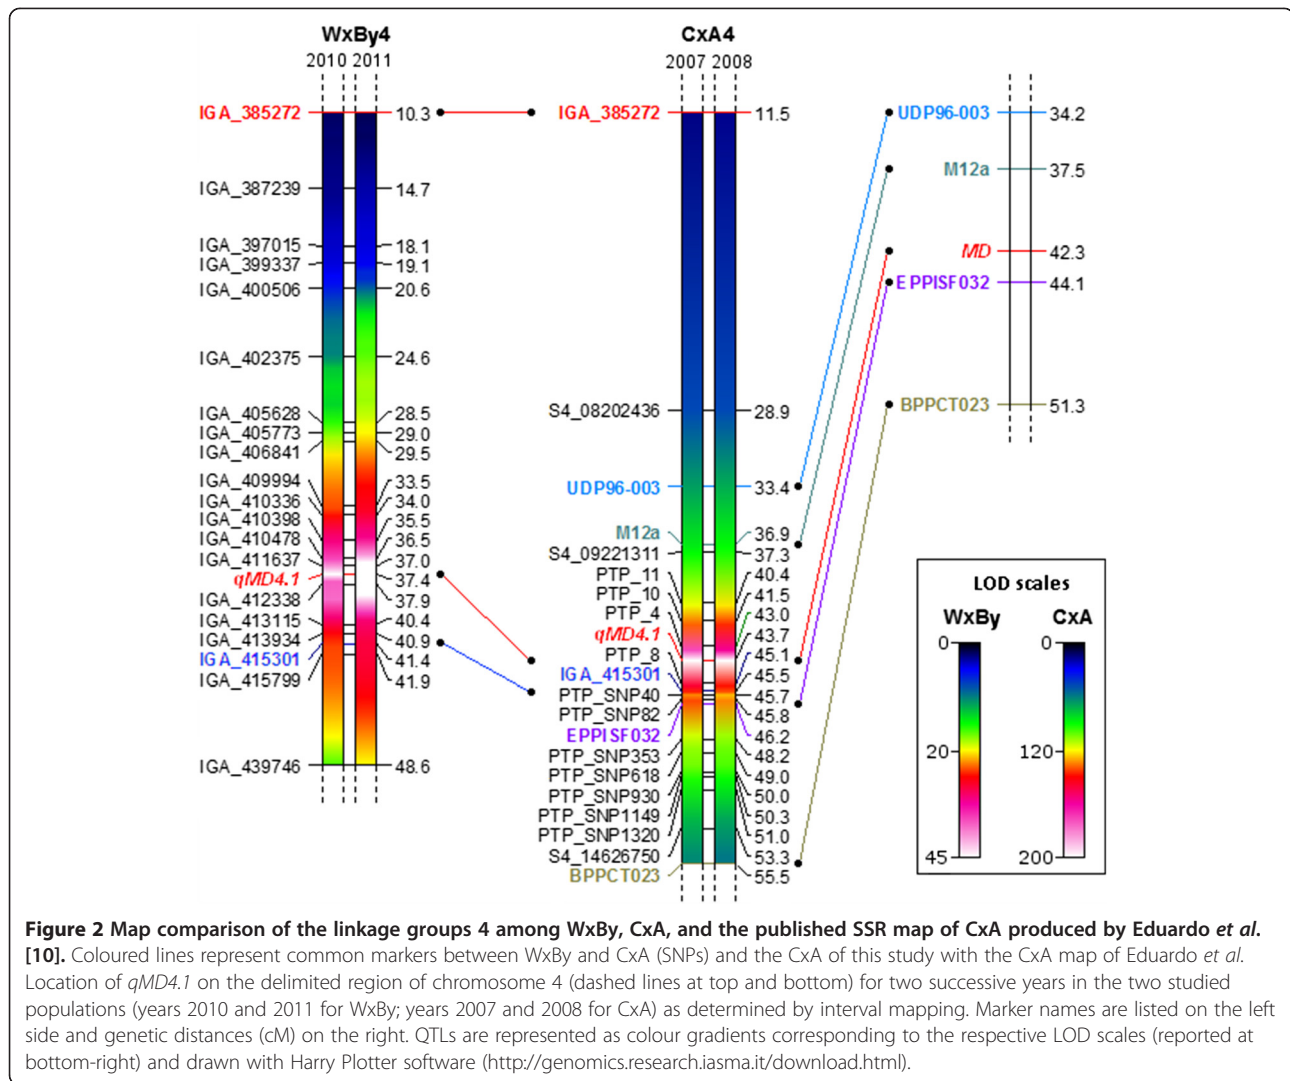 WxBy4
2010 2011
IGA_385272 10.3
IGA_387239 14.7
IGA_397015 18.1
IGA_399337 19.1
IGA_400506 20.6
IGA_402375 24.6
IGA_405628 28.5
IGA_405773 29.0
IGA_406841 29.5
IGA_409994 33.5
IGA_410336 34.0
IGA_410398 35.5
IGA_410478 36.5
IGA_411637 37.0
qMD4.1 37.4
IGA_412338 37.9
IGA_413115 40.4
IGA_413934 40.9
IGA_415301 41.4
IGA_415799 41.9
IGA_439746 48.6
CxA4
2007 2008
IGA_385272 11.5
S4_08202436 28.9
UDP96-003 33.4
M12a 36.9
S4_09221311 37.3
PTP_11 40.4
PTP_10 41.5
PTP_4 43.0
qMD4.1 43.7
PTP_8 45.1
IGA_415301 45.5
PTP_SNP40 45.7
PTP_SNP82 45.8
EPPISF032 46.2
PTP_SNP353 48.2
PTP_SNP618 49.0
PTP_SNP930 50.0
PTP_SNP1149 50.3
PTP_SNP1320 51.0
S4_14626750 53.3
BPPCT023 55.5
UDP96-003 34.2
M12a 37.5
MD 42.3
EPPISF032 44.1
BPPCT023 51.3
LOD scales
WxBy CxA
0 0
20 120
45 200
Figure 2 Map comparison of the linkage groups 4 among WxBy, CxA, and the published SSR map of CxA produced by Eduardo et al.
[10]. Coloured lines represent common markers between WxBy and CxA (SNPs) and the CxA of this study with the CxA map of Eduardo et al.
Location of qMD4.1 on the delimited region of chromosome 4 (dashed lines at top and bottom) for two successive years in the two studied
populations (years 2010 and 2011 for WxBy; years 2007 and 2008 for CxA) as determined by interval mapping. Marker names are listed on the left
side and genetic distances (cM) on the right. QTLs are represented as colour gradients corresponding to the respective LOD scales (reported at
bottom-right) and drawn with Harry Plotter software (http://genomics.research.iasma.it/download.html).